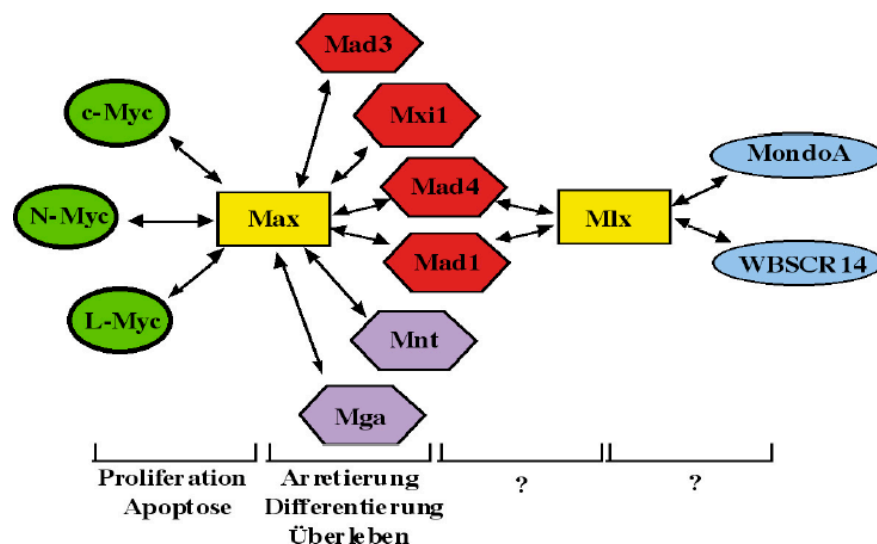 Mad3
c-Myc
Mxi1
Mad4
MondoA
N-Myc
Max
Mlx
Mad1
WBSCR14
L-Myc
Mnt
Mga
Proliferation
Apoptose
Arretierung
Differentierung
Überleben
?
?